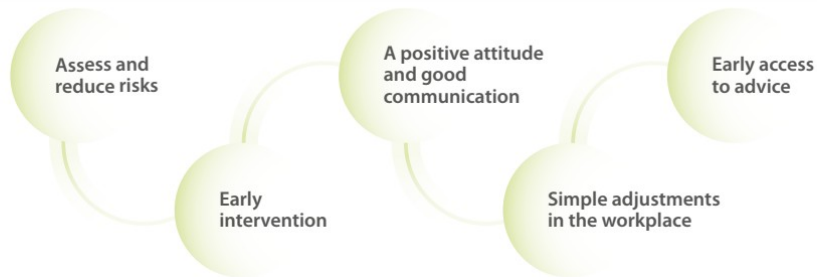 Assess and
reduce risks
Early
intervention
A positive attitude
and good
communication
Simple adjustments
in the workplace
Early access
to advice